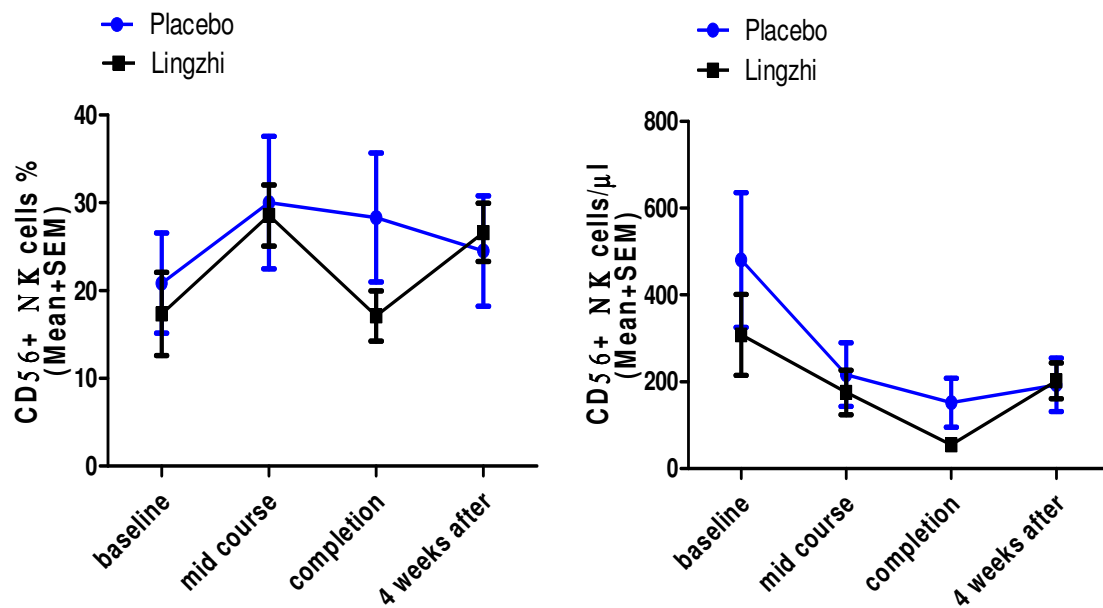 Placebo
Lingzhi
CD56+ NK cells %
(Mean+SEM)
40
30
20
10
0
baseline
mid course
completion
4 weeks after
Placebo
Lingzhi
CD56+ NK cells/μl
(Mean+SEM)
800
600
400
200
0
baseline
mid course
completion
4 weeks after